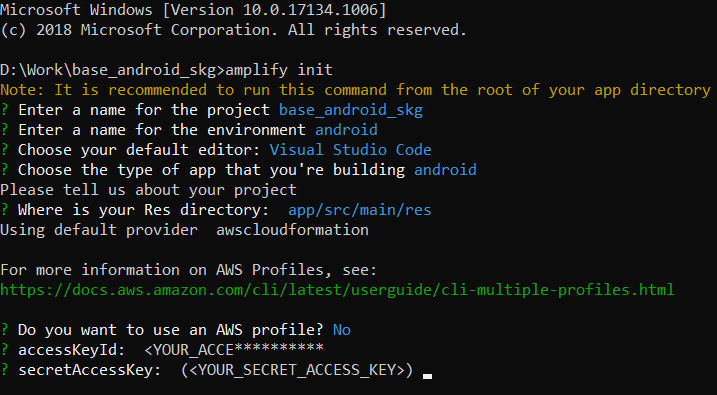 Microsoft Windows [Version 10.0.17134.1006]
(c) 2018 Microsoft Corporation. All rights reserved.
D:\Work\base_android_skg>amplify init
Note: It is recommended to run this command from the root of your app directory
? Enter a name for the project base_android_skg
? Enter a name for the environment android
? Choose your default editor: Visual Studio Code
? Choose the type of app that you're building android
Please tell us about your project
? Where is your Res directory:  app/src/main/res
Using default provider  awscloudformation
For more information on AWS Profiles, see:
https://docs.aws.amazon.com/cli/latest/userguide/cli-multiple-profiles.html
? Do you want to use an AWS profile? No
? accessKeyId:  <YOUR_ACCE**********
? secretAccessKey:  (<YOUR_SECRET_ACCESS_KEY>)